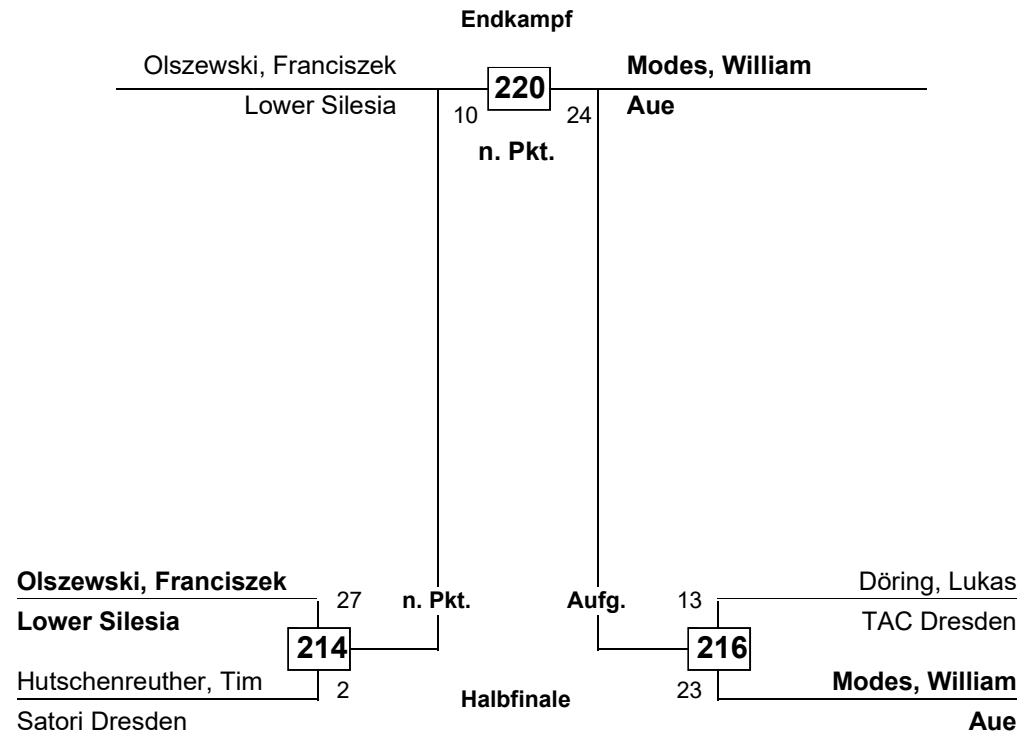 Endkampf
Olszewski, Franciszek
Lower Silesia
10
220
24
n. Pkt.
Modes, William
Aue
Olszewski, Franciszek
Lower Silesia
27
n. Pkt.
214
Hutschenreuther, Tim
Satori Dresden
2
Halbfinale
Aufg.
13
Döring, Lukas
TAC Dresden
216
23
Modes, William
Aue